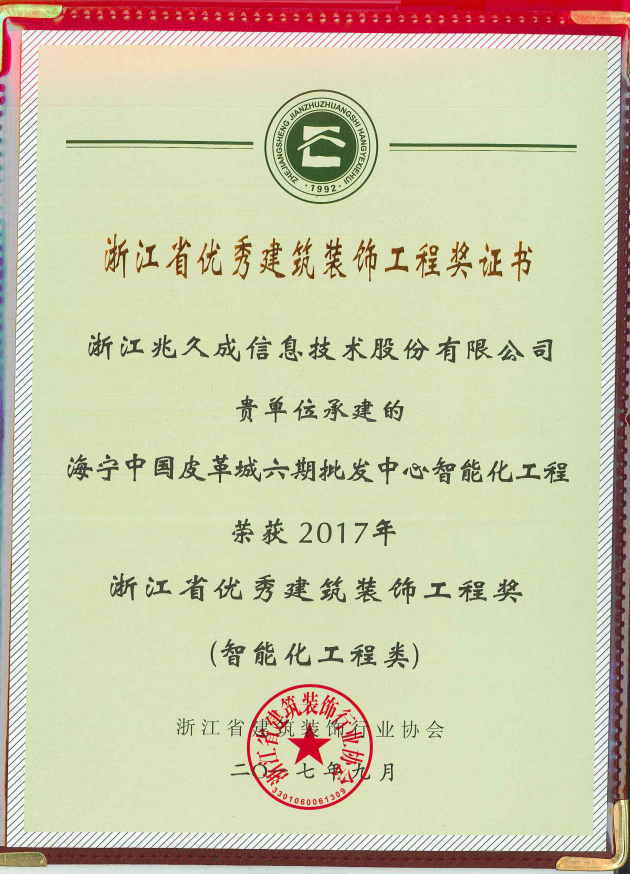 ZHEJIANGSHENG JIANZHUZHUANGSHI HANGYEXIEHUI
·1992·
浙江省优秀建筑装饰工程奖证书
浙江兆久成信息技术股份有限公司
贵单位承建的
海宁中国皮革城六期批发中心智能化工程
荣获 2017年
浙江省优秀建筑装饰工程奖
(智能化工程类)
浙江省建筑装饰行业协会
二〇一七年九月
浙江省建筑装饰行业协会
3301060061309